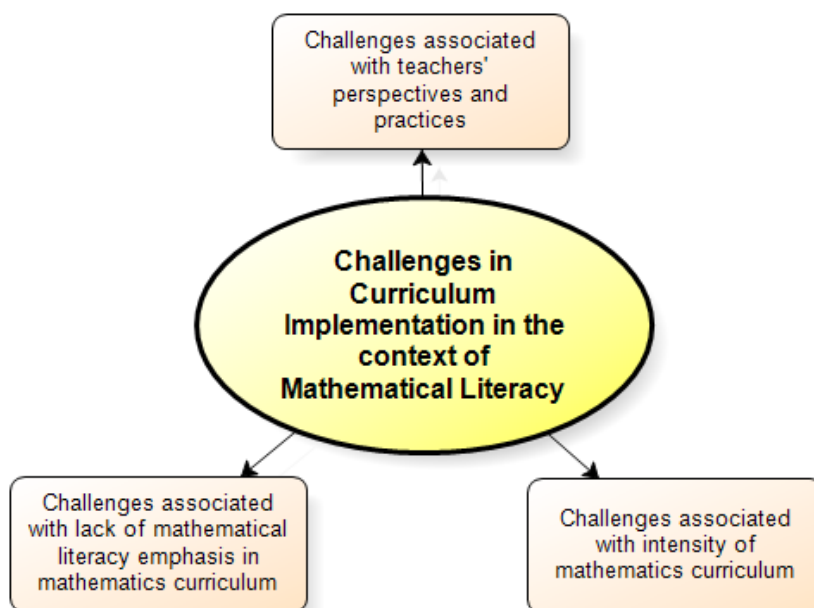 Challenges associated
with teachers'
perspectives and
practices
Challenges in
Curriculum
Implementation in the
context of
Mathematical Literacy
Challenges associated
with lack of mathematical
literacy emphasis in
mathematics curriculum
Challenges associated
with intensity of
mathematics curriculum